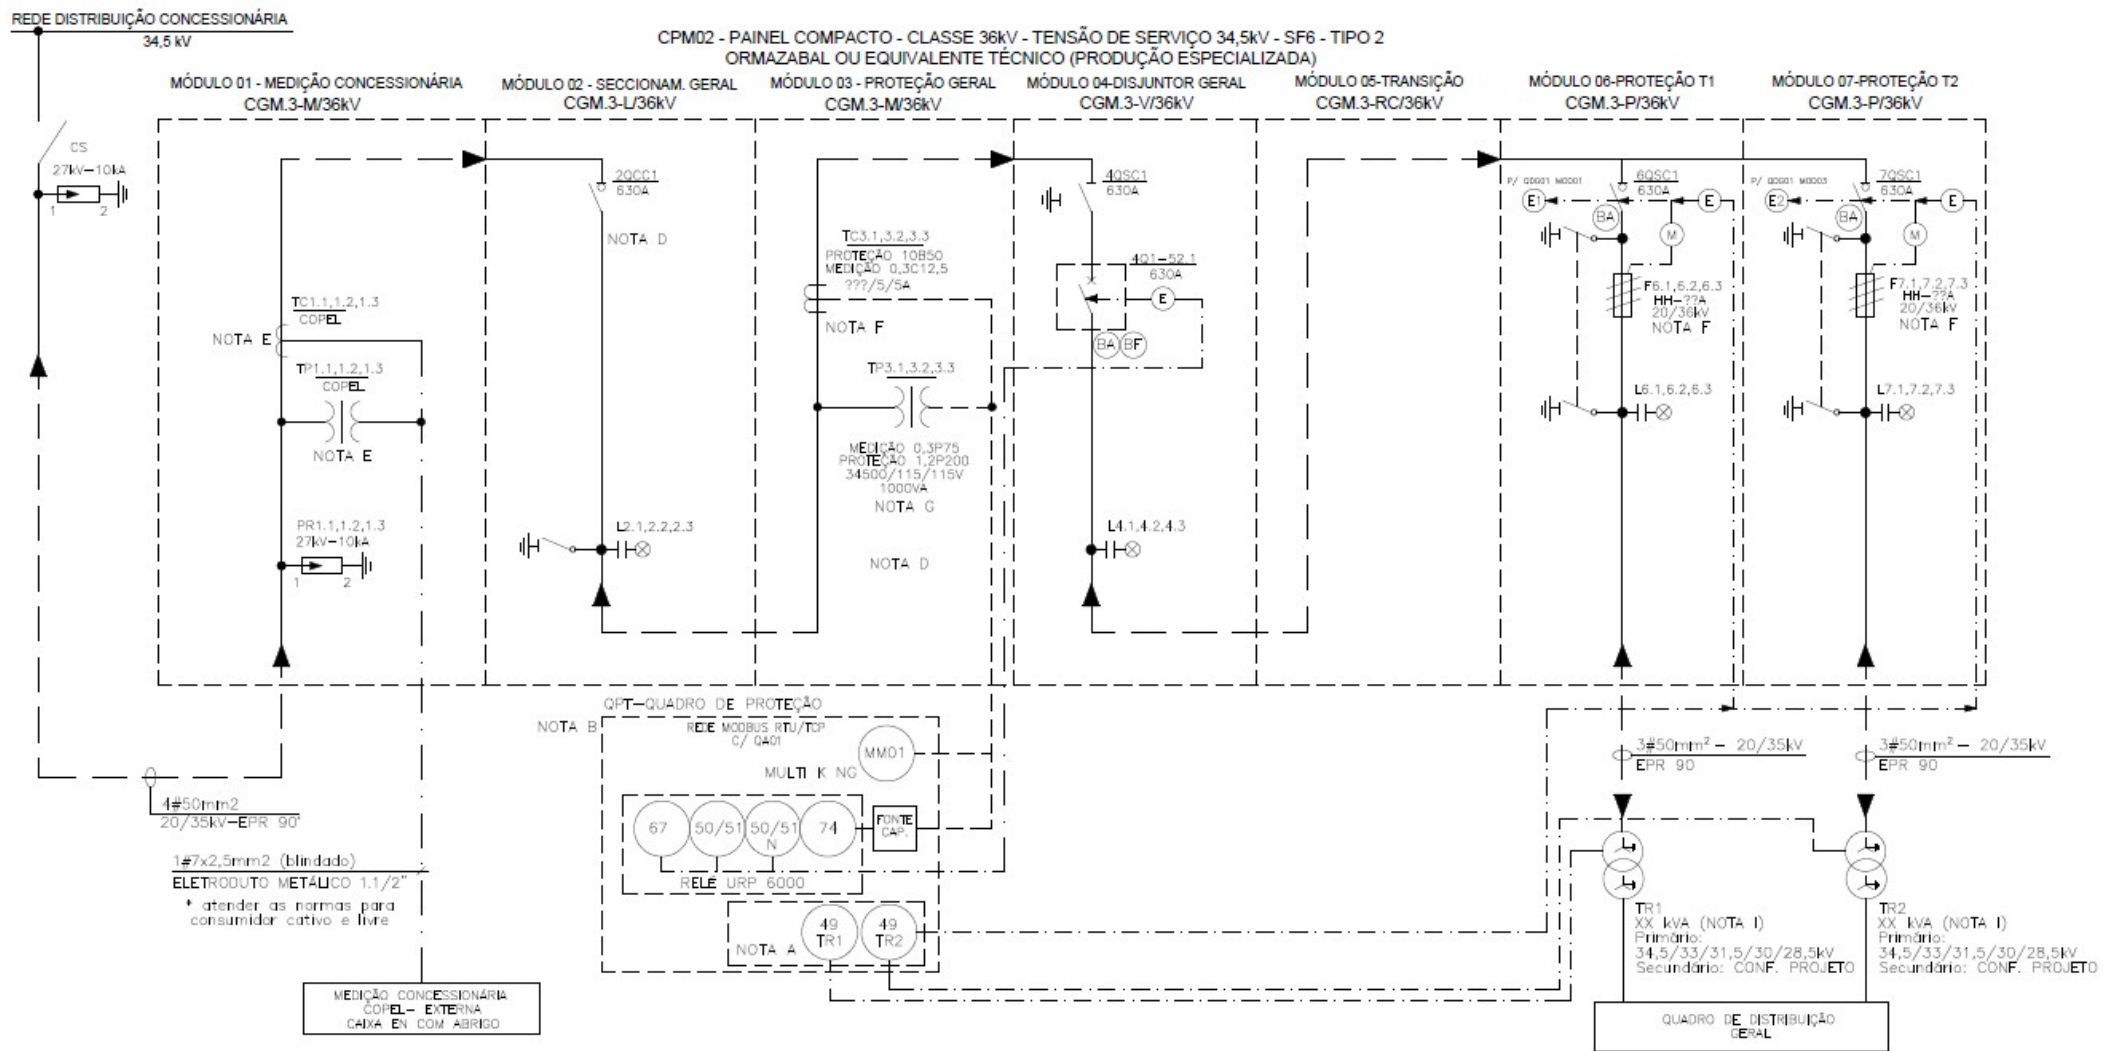 REDE DISTRIBUIÇÃO CONCESSIONÁRIA
34,5 kV
CPM02 - PAINEL COMPACTO - CLASSE 36kV - TENSÃO DE SERVIÇO 34,5kV - SF6 - TIPO 2
ORMAZABAL OU EQUIVALENTE TÉCNICO (PRODUÇÃO ESPECIALIZADA)
MÓDULO 01 - MEDIÇÃO CONCESSIONÁRIA
CGM.3-M/36kV
MÓDULO 02 - SECCIONAM. GERAL
CGM.3-L/36kV
MÓDULO 03 - PROTEÇÃO GERAL
CGM.3-M/36kV
MÓDULO 04-DISJUNTOR GERAL
CGM.3-V/36kV
MÓDULO 05-TRANSIÇÃO
CGM.3-RC/36kV
MÓDULO 06-PROTEÇÃO T1
CGM.3-P/36kV
MÓDULO 07-PROTEÇÃO T2
CGM.3-P/36kV
CS
27kV-10kA
1 2
TC1.1,1.2,1.3
COPEL
NOTA E
TP1.1,1.2,1.3
COPEL
NOTA E
PR1.1,1.2,1.3
27kV-10kA
1 2
2QCC1
630A
NOTA D
L2.1,2.2,2.3
TC3.1,3.2,3.3
PROTEÇÃO 10B50
MEDIÇÃO 0,3C12,5
???/5/5A
NOTA F
TP3.1,3.2,3.3
MEDIÇÃO 0,3P75
PROTEÇÃO 1,2P200
34500/115/115V
1000VA
NOTA G
NOTA D
4QSC1
630A
4Q1-52.1
630A
E
BA BF
L4.1,4.2,4.3
P/ QDG01 MOD01
6QSC1
630A
E1
E
BA
M
F6.1,6.2,6.3
HH-??A
20/36kV
NOTA F
L6.1,6.2,6.3
P/ QDG01 MOD03
7QSC1
630A
E2
E
BA
M
F7.1,7.2,7.3
HH-??A
20/36kV
NOTA F
L7.1,7.2,7.3
4#50mm2
20/35kV-EPR 90°
1#7x2,5mm2 (blindado)
ELETRODUTO METÁLICO 1.1/2"
* atender as normas para
consumidor cativo e livre
MEDIÇÃO CONCESSIONÁRIA
COPEL- EXTERNA
CAIXA EN COM ABRIGO
QPT-QUADRO DE PROTEÇÃO
NOTA B
REDE MODBUS RTU/TCP
C/ QA01
MM01
MULTI K NG
67
50/51
50/51
N
74
FONTE
CAP.
RELÉ URP 6000
NOTA A
49
TR1
49
TR2
3#50mm² - 20/35kV
EPR 90
3#50mm² - 20/35kV
EPR 90
TR1
XX kVA (NOTA I)
Primário:
34,5/33/31,5/30/28,5kV
Secundário: CONF. PROJETO
TR2
XX kVA (NOTA I)
Primário:
34,5/33/31,5/30/28,5kV
Secundário: CONF. PROJETO
QUADRO DE DISTRIBUIÇÃO
GERAL